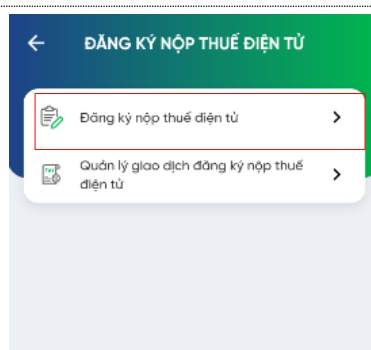 ĐĂNG KÝ NỘP THUẾ ĐIỆN TỬ
Đăng ký nộp thuế điện tử
Quản lý giao dịch đăng ký nộp thuế
điện tử